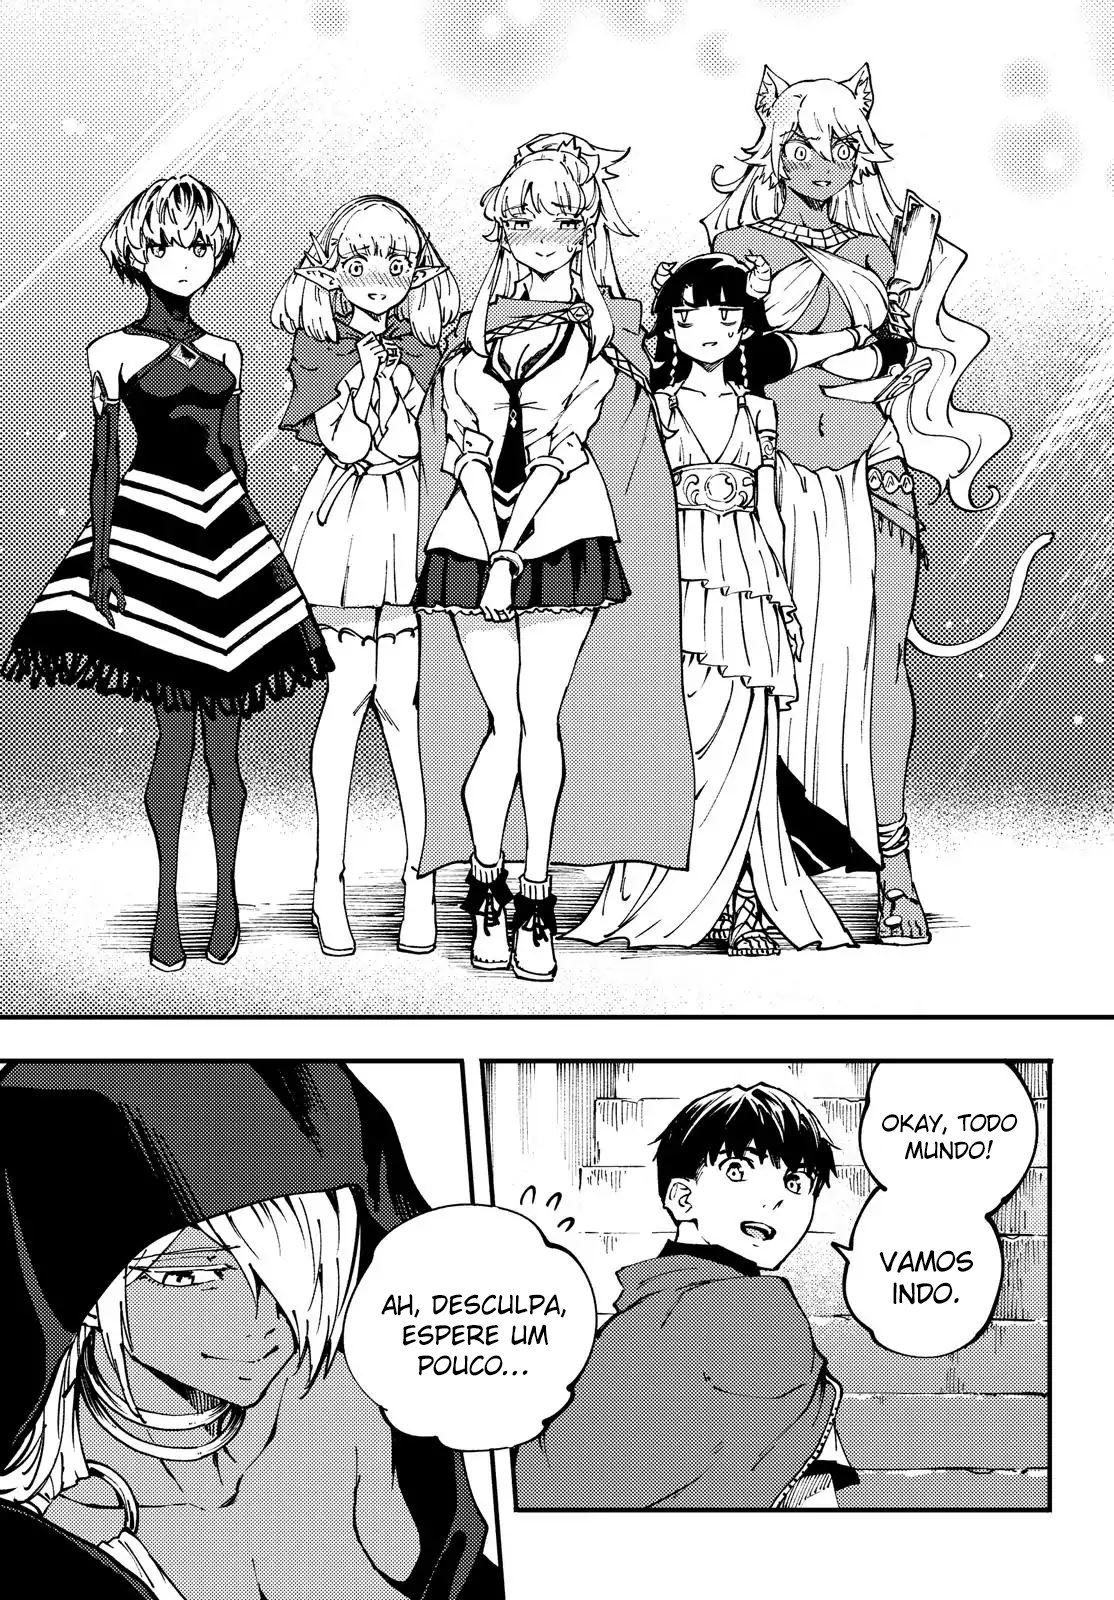 OKAY, TODO
MUNDO!
VAMOS
INDO.
AH, DESCULPA,
ESPERE UM
POUCO...